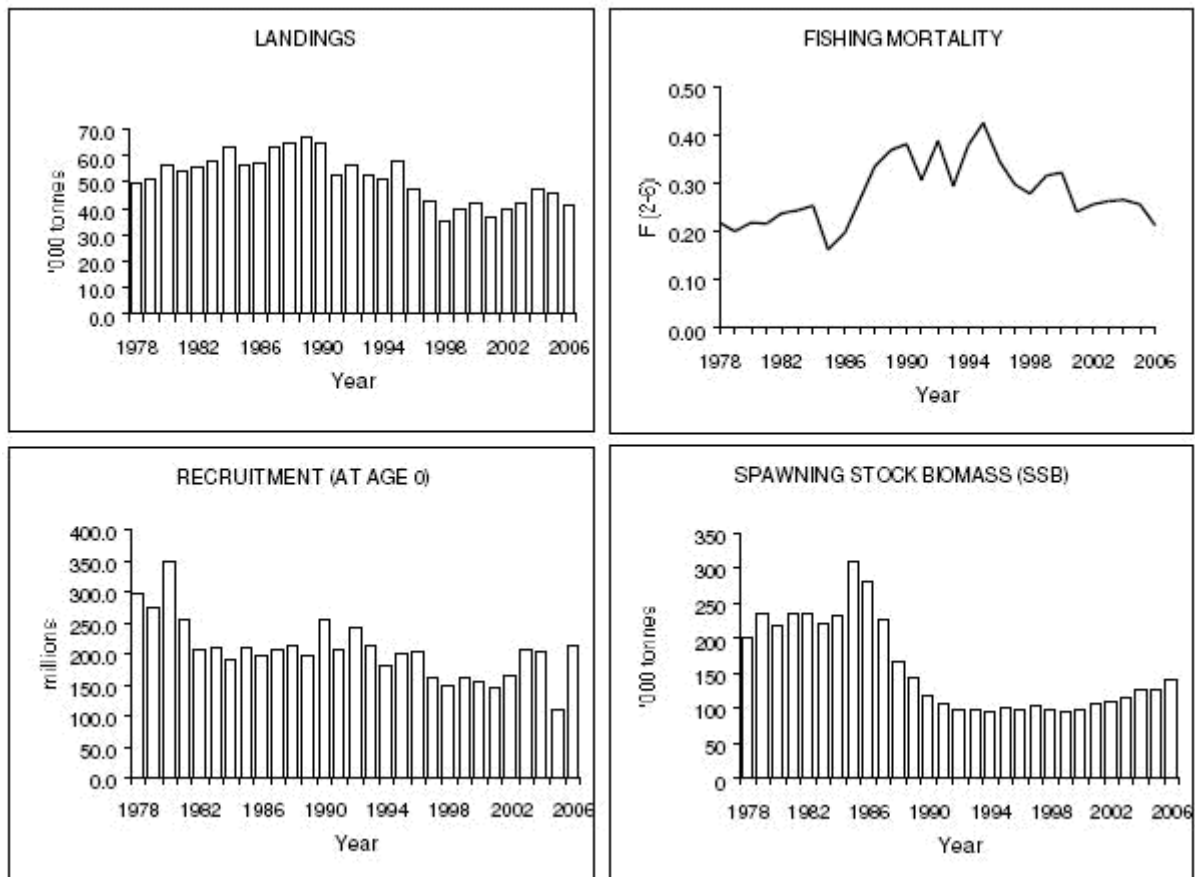 LANDINGS
70.0
60.0
50.0
40.0
30.0
20.0
10.0
0.0
'000 tonnes
1978 1982 1986 1990 1994 1998 2002 2006
Year
FISHING MORTALITY
0.50
0.40
0.30
0.20
0.10
0.00
F (2-6)
1978 1982 1986 1990 1994 1998 2002 2006
Year
RECRUITMENT (AT AGE 0)
400.0
350.0
300.0
250.0
200.0
150.0
100.0
50.0
0.0
millions
1978 1982 1986 1990 1994 1998 2002 2006
Year
SPAWNING STOCK BIOMASS (SSB)
350
300
250
200
150
100
50
0
'000 tonnes
1978 1982 1986 1990 1994 1998 2002 2006
Year